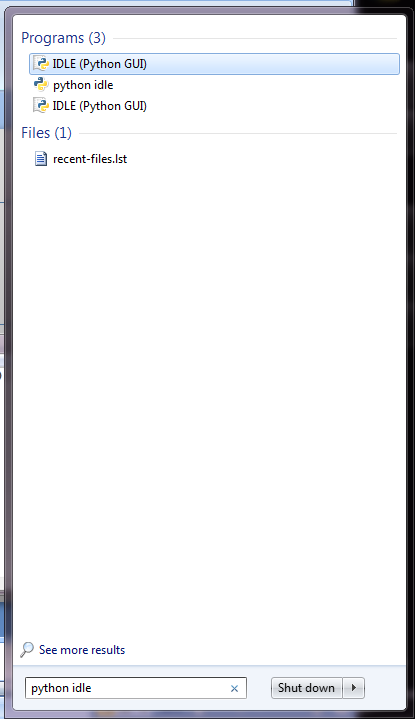 Programs (3)
IDLE (Python GUI)
python idle
IDLE (Python GUI)
Files (1)
recent-files.lst
See more results
python idle
Shut down